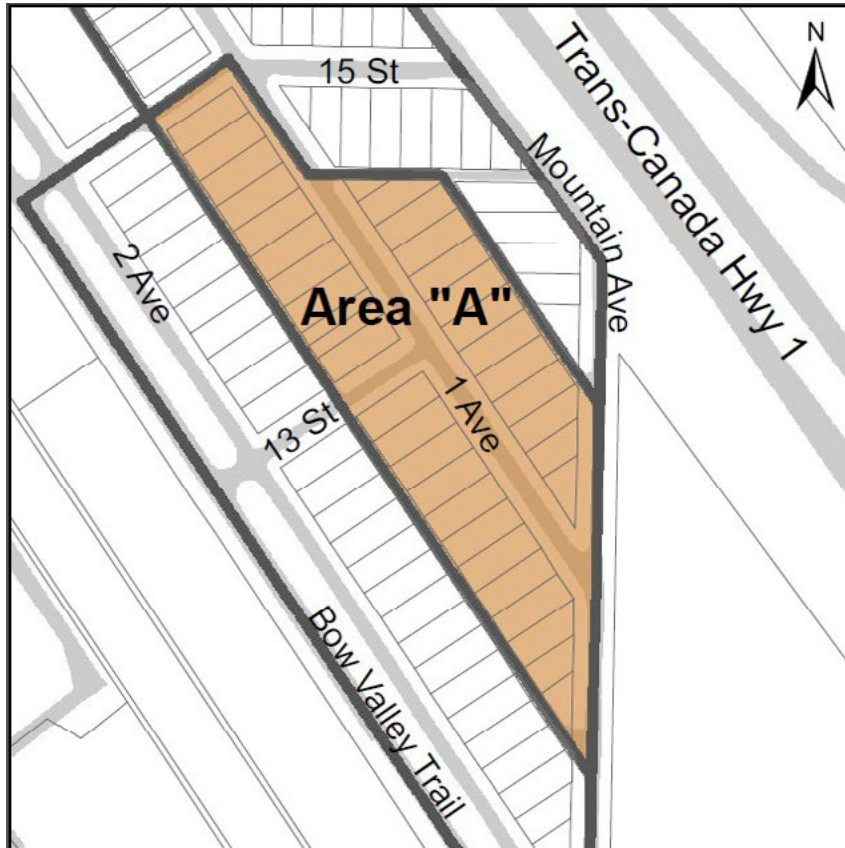 N
Trans-Canada Hwy 1
15 St
Mountain Ave
2 Ave
Area "A"
1 Ave
13 St
Bow Valley Trail